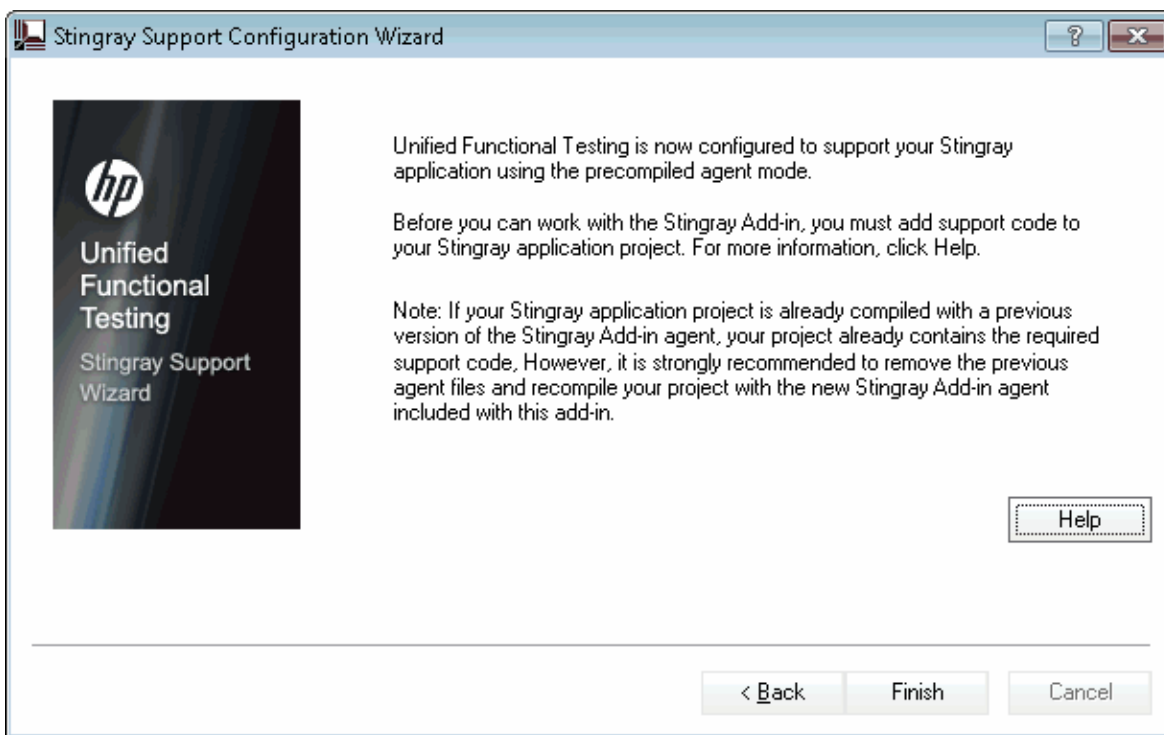 Stingray Support Configuration Wizard
?
hp
Unified
Functional
Testing
Stingray Support
Wizard
Unified Functional Testing is now configured to support your Stingray
application using the precompiled agent mode.
Before you can work with the Stingray Add-in, you must add support code to
your Stingray application project. For more information, click Help.
Note: If your Stingray application project is already compiled with a previous
version of the Stingray Add-in agent, your project already contains the required
support code, However, it is strongly recommended to remove the previous
agent files and recompile your project with the new Stingray Add-in agent
included with this add-in.
Help
< Back
Finish
Cancel